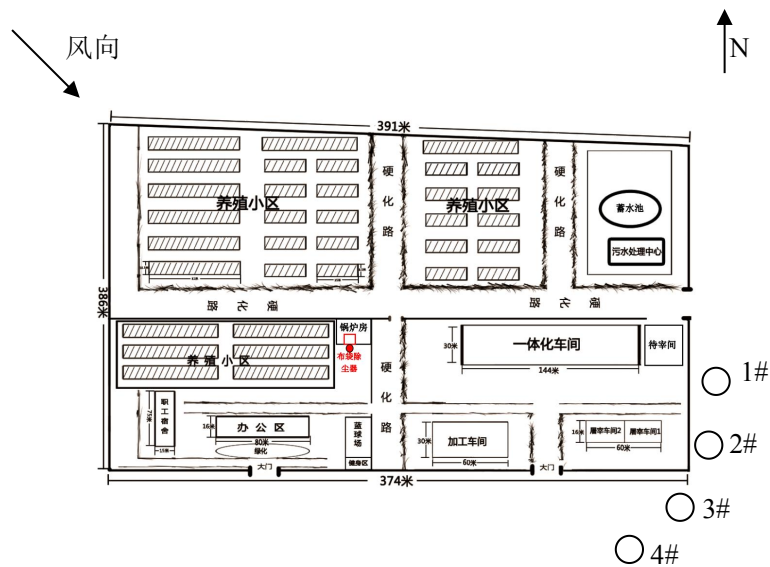 风向
N
391米
养殖小区
硬化路
养殖小区
硬化路
蓄水池
污水处理中心
386米
硬化路
硬化路
养殖小区
锅炉房
布袋除
尘器
硬化路
30米
一体化车间
144米
待宰间
1#
职工宿舍
75米
15米
16米
办公区
80米
绿化
篮球场
健身区
30米
加工车间
60米
16米
屠宰车间2
屠宰车间1
60米
2#
大门
大门
374米
3#
4#